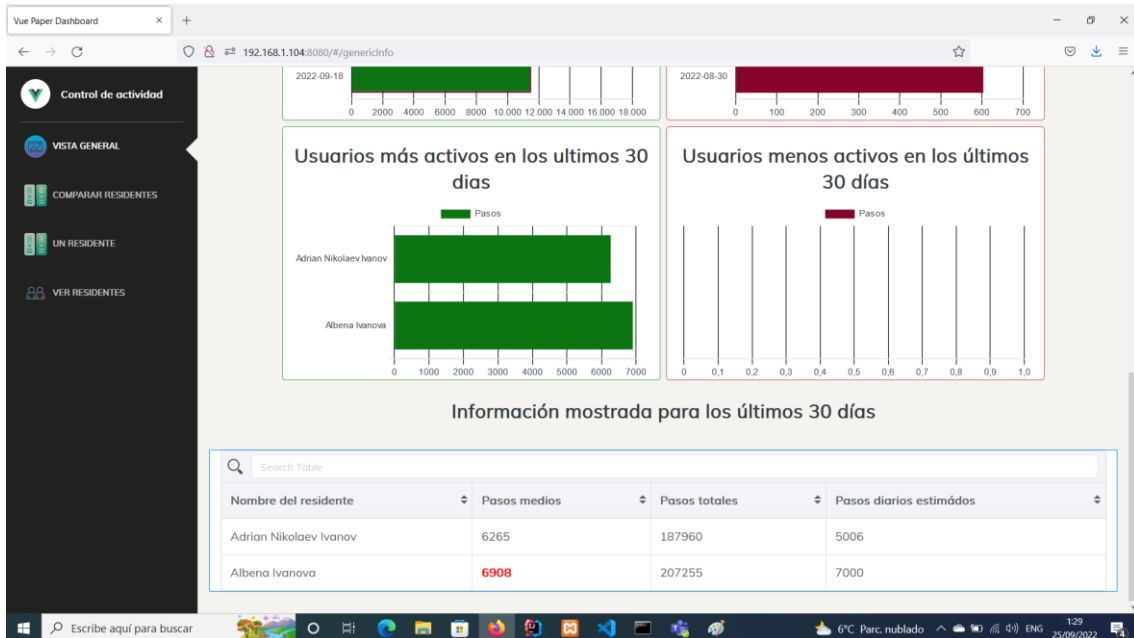 Vue Paper Dashboard
192.168.1.104:8080/#/genericInfo
Control de actividad
VISTA GENERAL
COMPARAR RESIDENTES
UN RESIDENTE
VER RESIDENTES
2022-09-18
0 2000 4000 6000 8000 10.000 12.000 14.000 16.000 18.000
2022-08-30
0 100 200 300 400 500 600 700
Usuarios más activos en los ultimos 30
dias
Pasos
Adrian Nikolaev Ivanov
Albena Ivanova
0 1000 2000 3000 4000 5000 6000 7000
Usuarios menos activos en los últimos
30 días
Pasos
0 0,1 0,2 0,3 0,4 0,5 0,6 0,7 0,8 0,9 1,0
Información mostrada para los últimos 30 días
Search Table
Nombre del residente Pasos medios Pasos totales Pasos diarios estimádos
Adrian Nikolaev Ivanov 6265 187960 5006
Albena Ivanova 6908 207255 7000
Escribe aquí para buscar
6°C Parc. nublado
ENG
1:29
25/09/2022